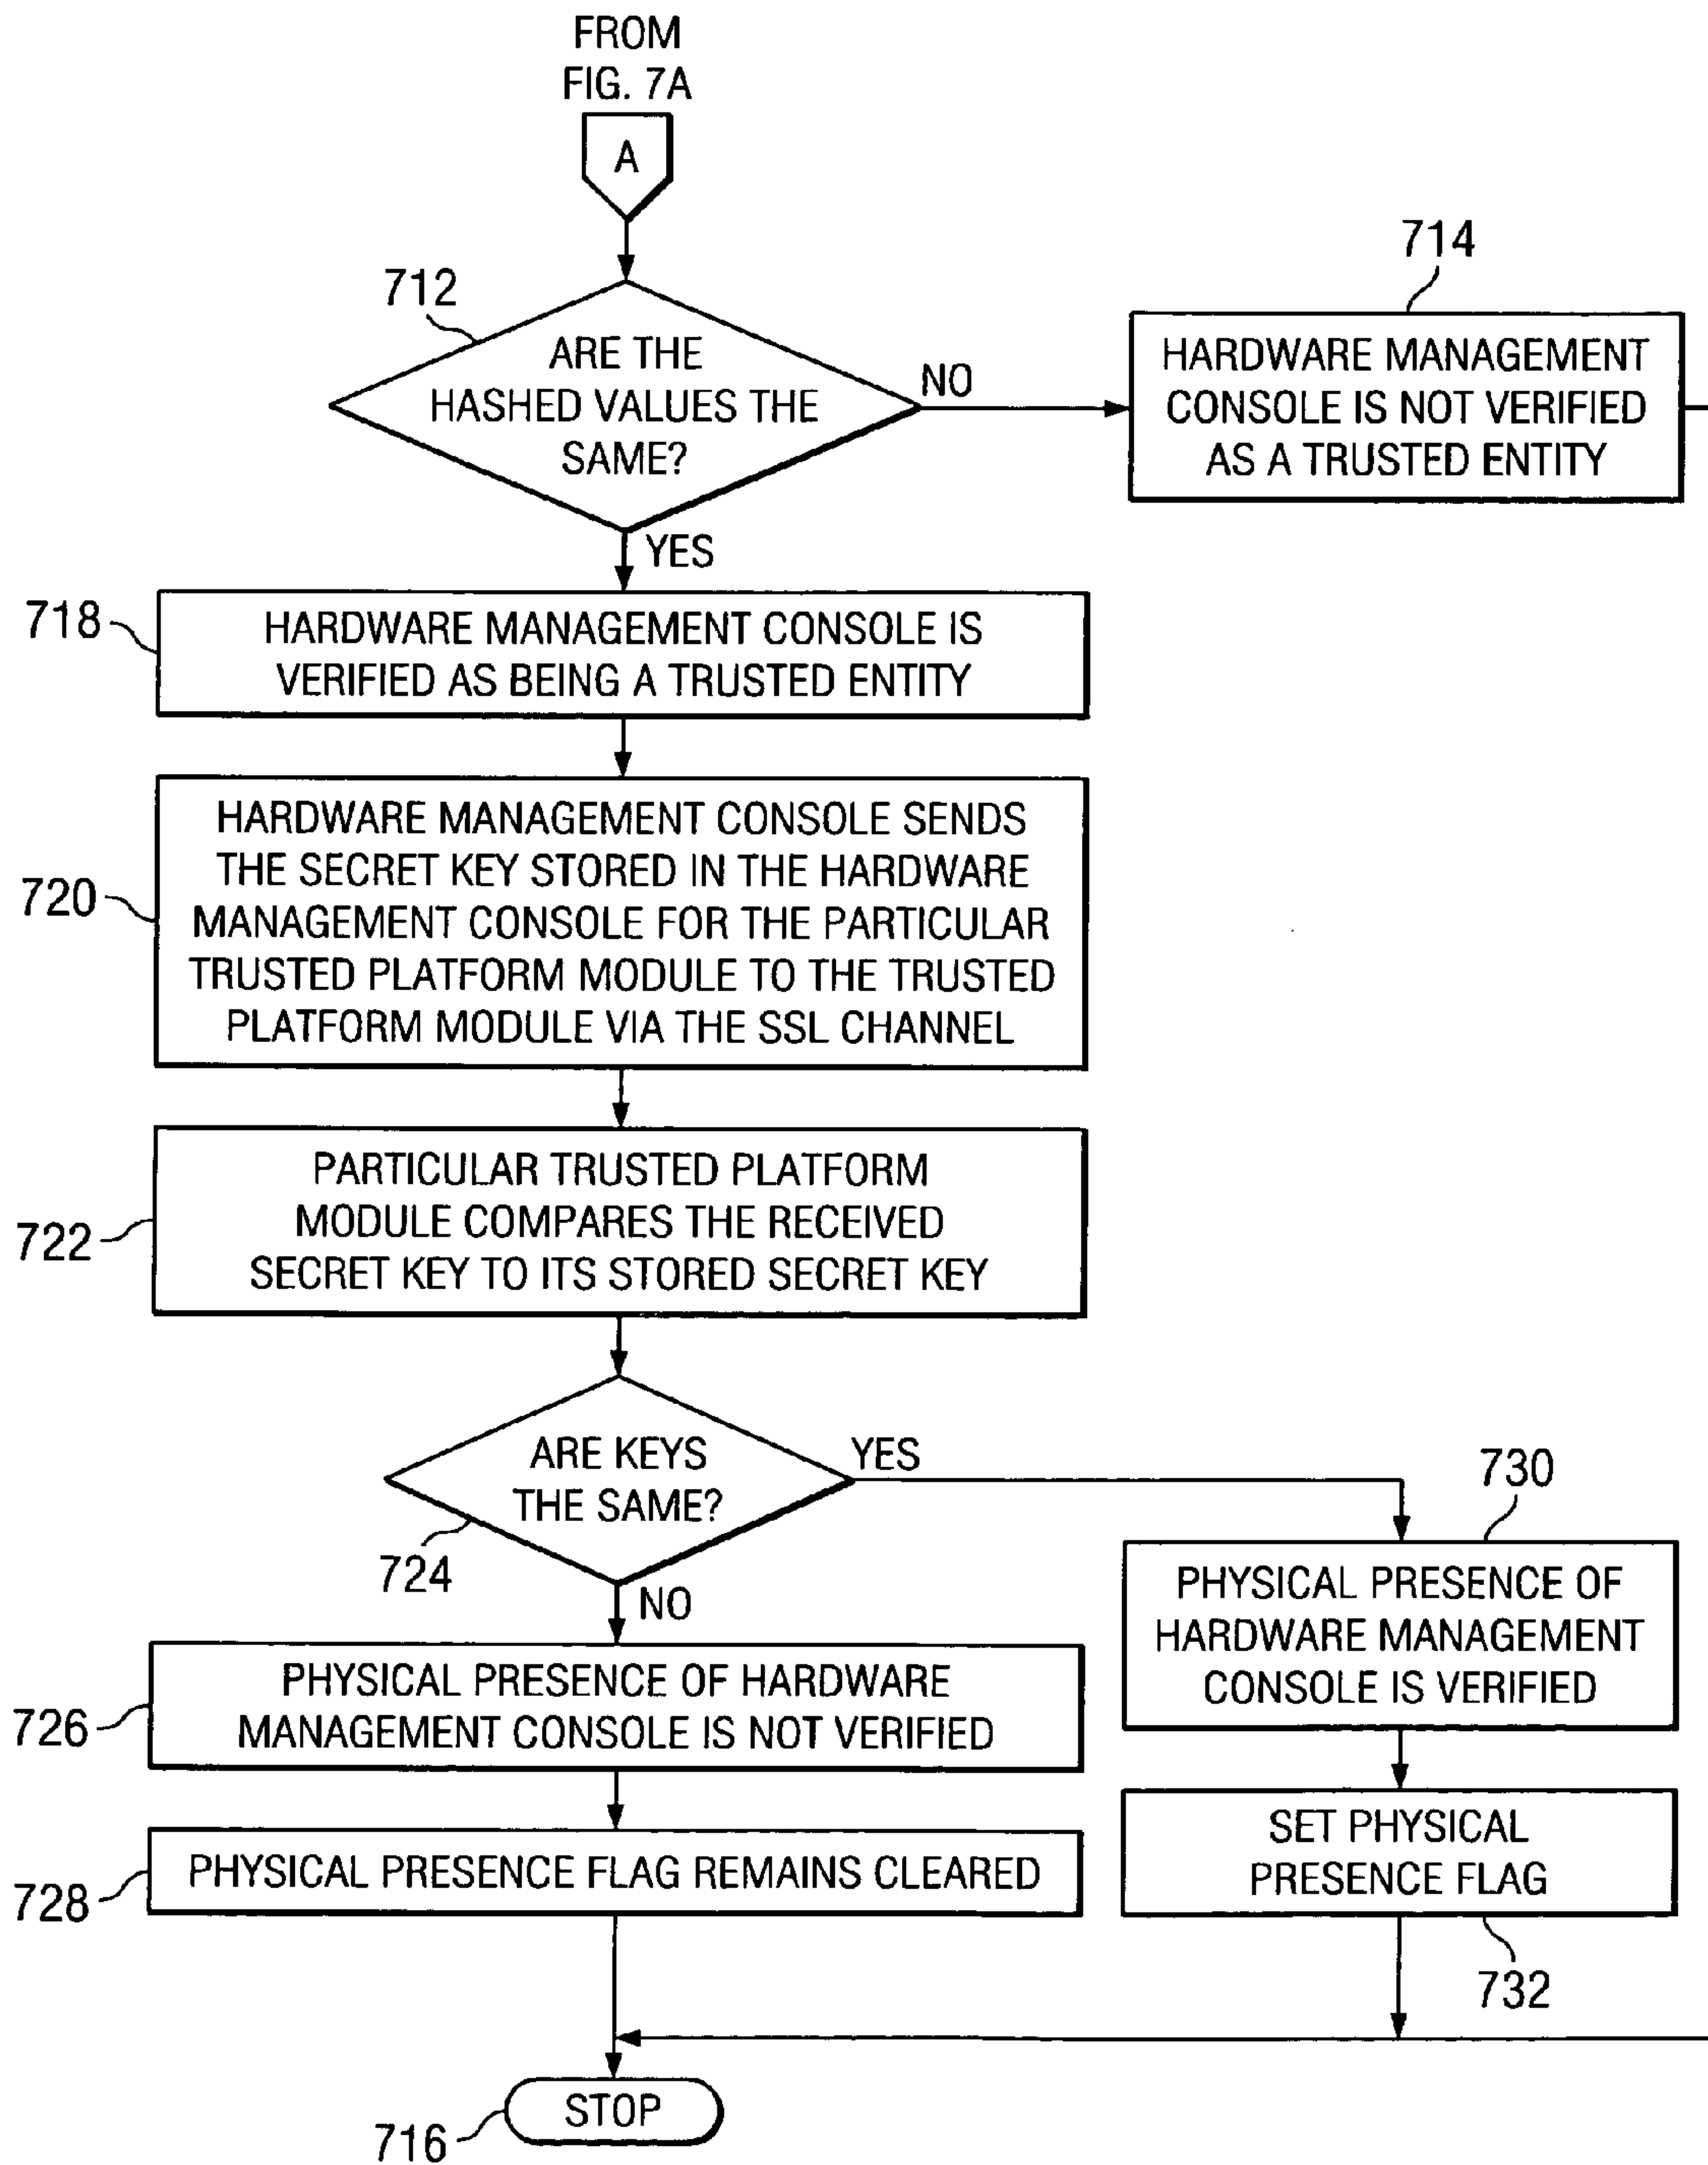 FROM
FIG. 7A
A
712
ARE THE
HASHED VALUES THE
SAME?
NO
714
HARDWARE MANAGEMENT
CONSOLE IS NOT VERIFIED
AS A TRUSTED ENTITY
YES
718
HARDWARE MANAGEMENT CONSOLE IS
VERIFIED AS BEING A TRUSTED ENTITY
720
HARDWARE MANAGEMENT CONSOLE SENDS
THE SECRET KEY STORED IN THE HARDWARE
MANAGEMENT CONSOLE FOR THE PARTICULAR
TRUSTED PLATFORM MODULE TO THE TRUSTED
PLATFORM MODULE VIA THE SSL CHANNEL
722
PARTICULAR TRUSTED PLATFORM
MODULE COMPARES THE RECEIVED
SECRET KEY TO ITS STORED SECRET KEY
ARE KEYS
THE SAME?
724
YES
NO
730
PHYSICAL PRESENCE OF
HARDWARE MANAGEMENT
CONSOLE IS VERIFIED
726
PHYSICAL PRESENCE OF HARDWARE
MANAGEMENT CONSOLE IS NOT VERIFIED
728
PHYSICAL PRESENCE FLAG REMAINS CLEARED
SET PHYSICAL
PRESENCE FLAG
732
STOP
716